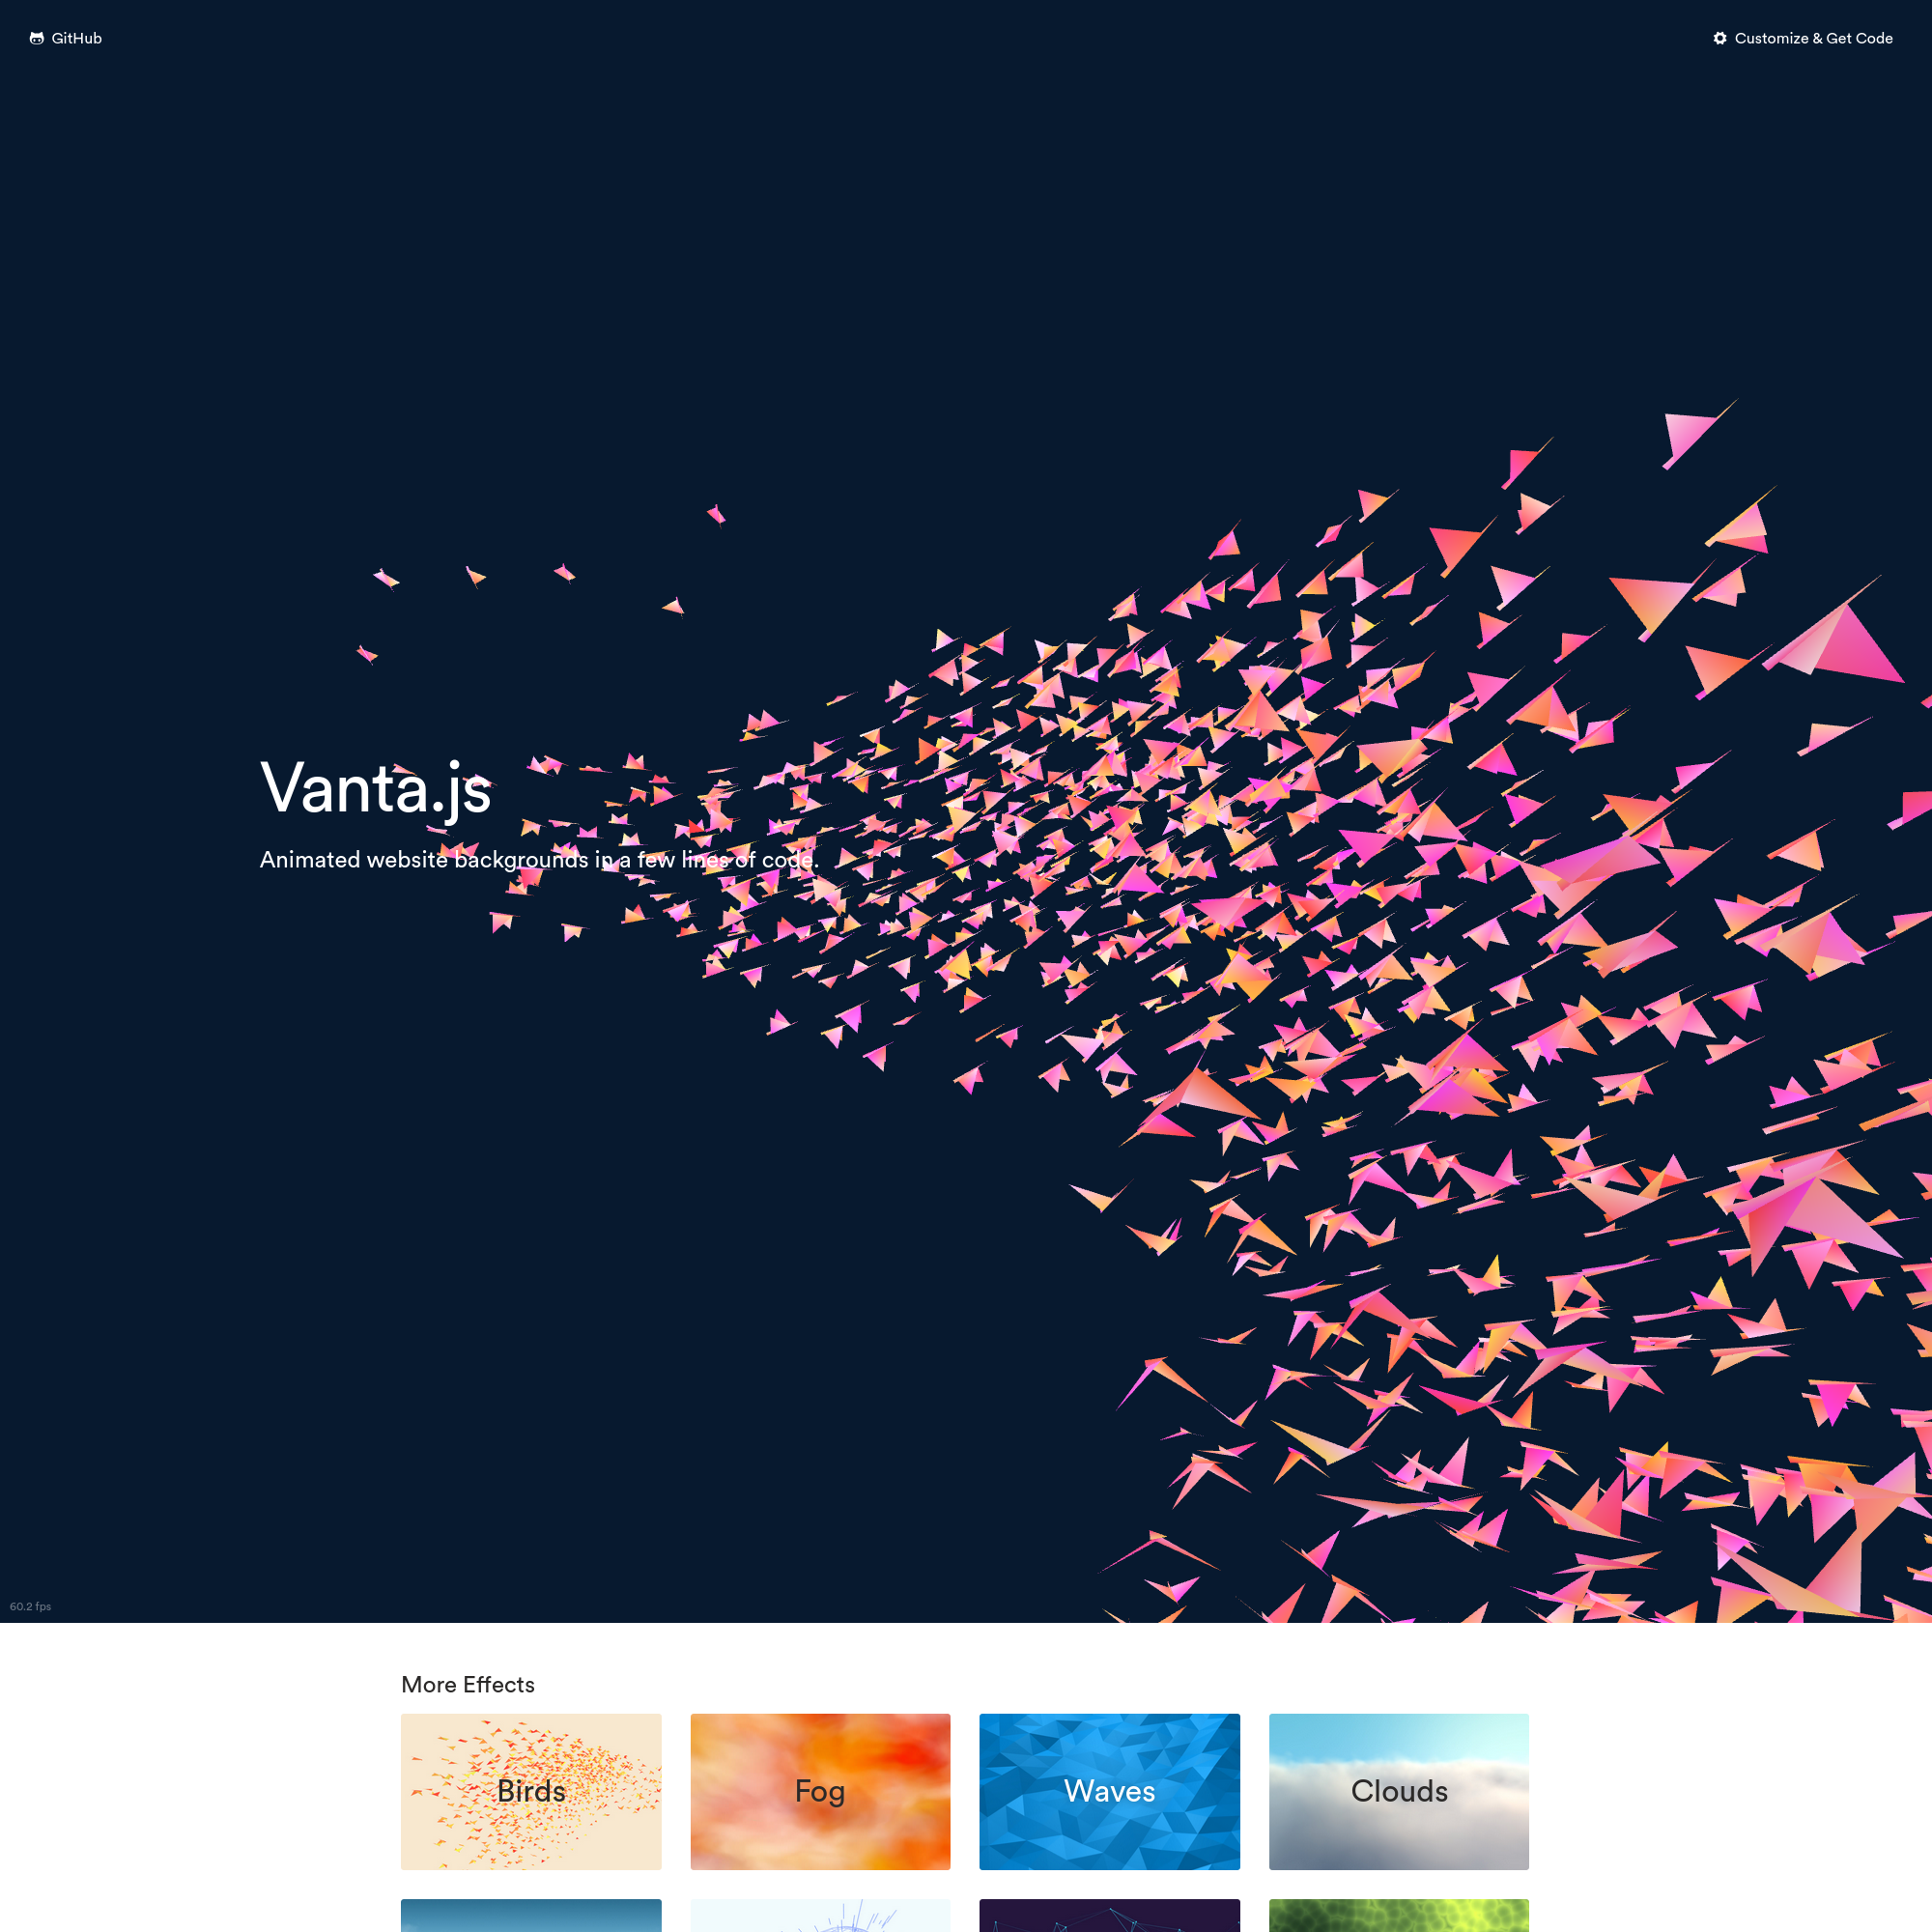 GitHub
Customize & Get Code
Vanta.js
Animated website backgrounds in a few lines of code.
60.2 fps
More Effects
Birds
Fog
Waves
Clouds